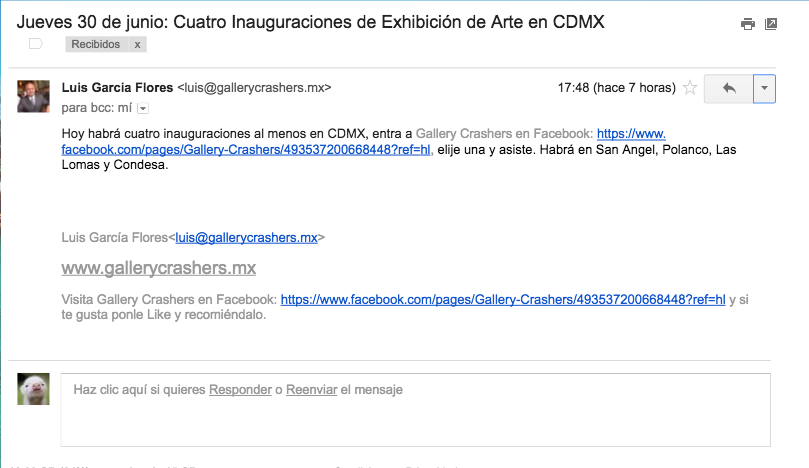 Jueves 30 de junio: Cuatro Inauguraciones de Exhibición de Arte en CDMX
Recibidos x
Luis Garcia Flores <luis@gallerycrashers.mx> 17:48 (hace 7 horas)
para bcc: mí
Hoy habrá cuatro inauguraciones al menos en CDMX, entra a Gallery Crashers en Facebook: https://www.
facebook.com/pages/Gallery-Crashers/493537200668448?ref=hl, elije una y asiste. Habrá en San Angel, Polanco, Las
Lomas y Condesa.
Luis García Flores<luis@gallerycrashers.mx>
www.gallerycrashers.mx
Visita Gallery Crashers en Facebook: https://www.facebook.com/pages/Gallery-Crashers/493537200668448?ref=hl y si
te gusta ponle Like y recomiéndalo.
Haz clic aquí si quieres Responder o Reenviar el mensaje